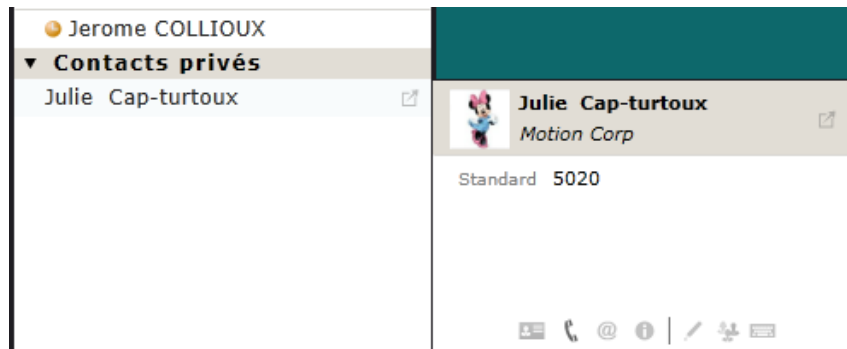 Jerome COLLIOUX
Contacts privés
Julie Cap-turtoux
Julie Cap-turtoux
Motion Corp
Standard 5020